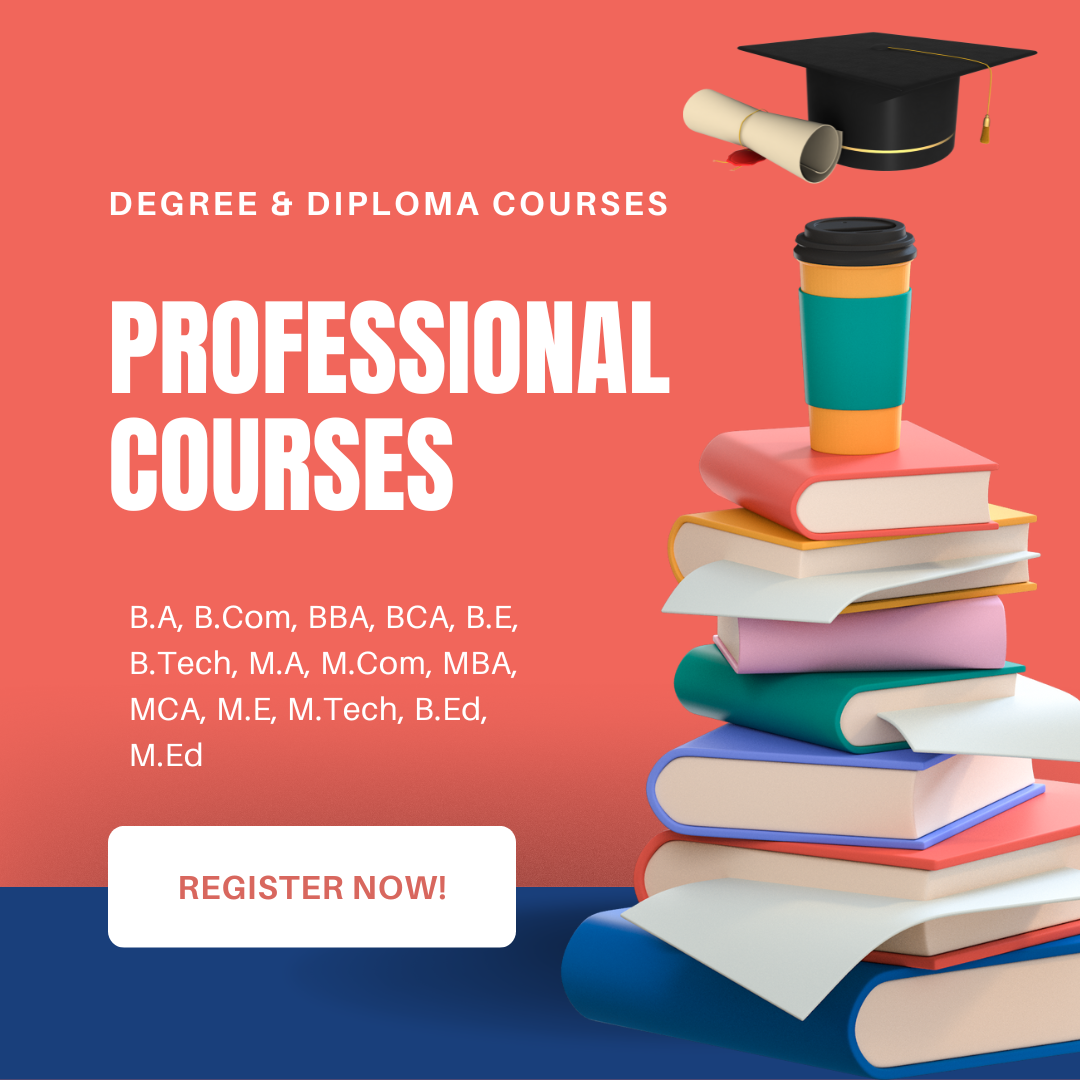 DEGREE & DIPLOMA COURSES
PROFESSIONAL
COURSES
B.A, B.Com, BBA, BCA, B.E,
B.Tech, M.A, M.Com, MBA,
MCA, M.E, M.Tech, B.Ed,
M.Ed
REGISTER NOW!